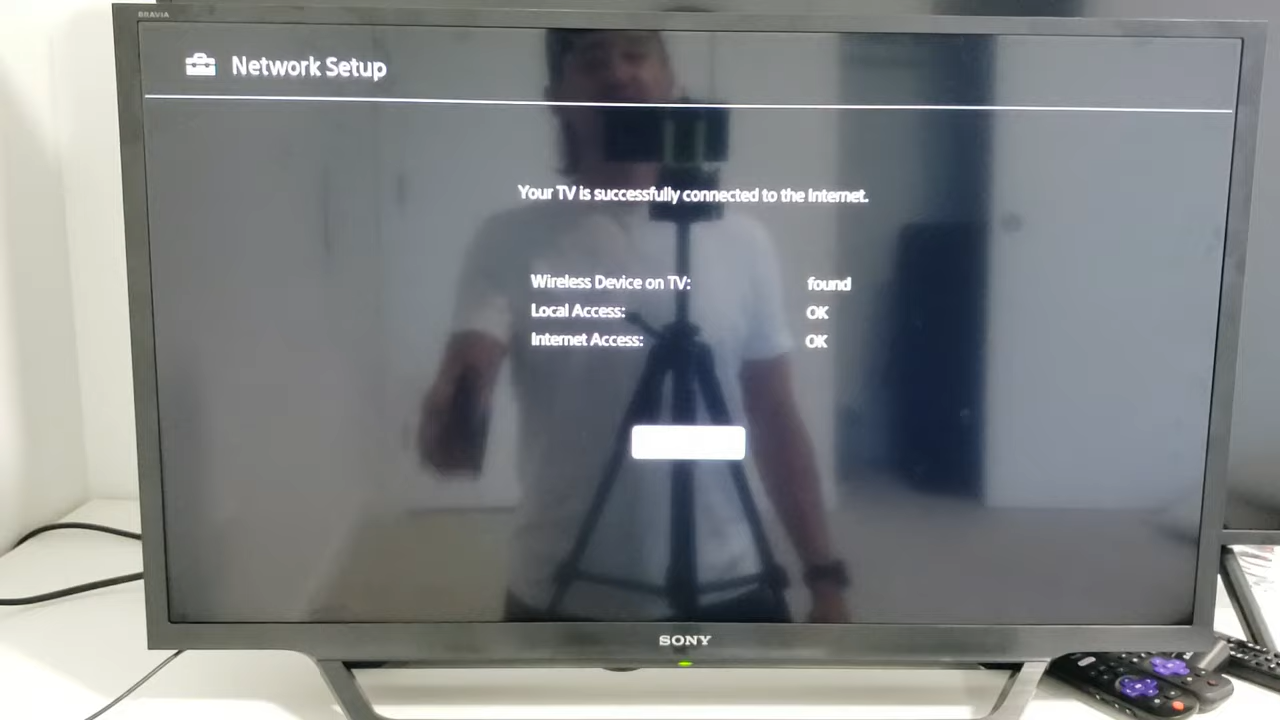 BRAVIA
Network Setup
Your TV is successfully connected to the Internet.
Wireless Device on TV: found
Local Access: OK
Internet Access: OK
SONY